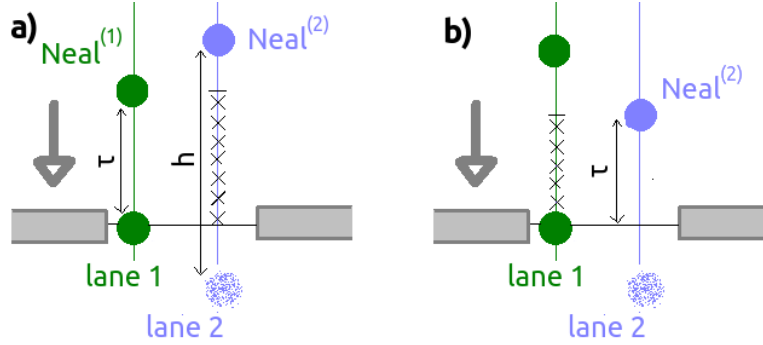 a)
Neal⁽¹⁾
Neal⁽²⁾
τ
h
lane 1
lane 2
b)
Neal⁽²⁾
τ
lane 1
lane 2